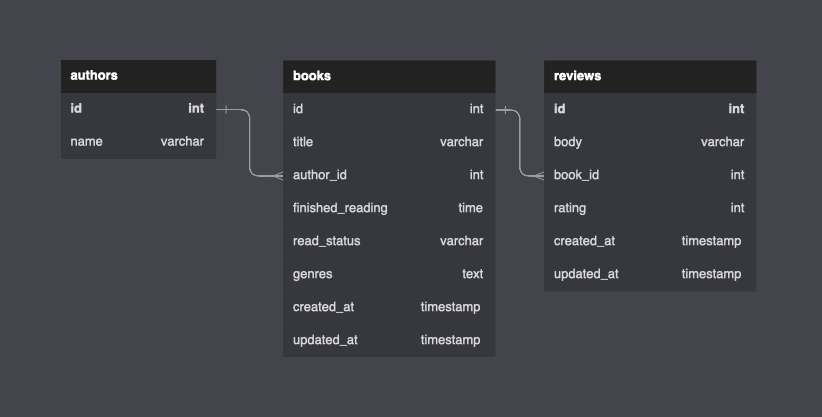 authors
id int
name varchar
books
id int
title varchar
author_id int
finished_reading time
read_status varchar
genres text
created_at timestamp
updated_at timestamp
reviews
id int
body varchar
book_id int
rating int
created_at timestamp
updated_at timestamp